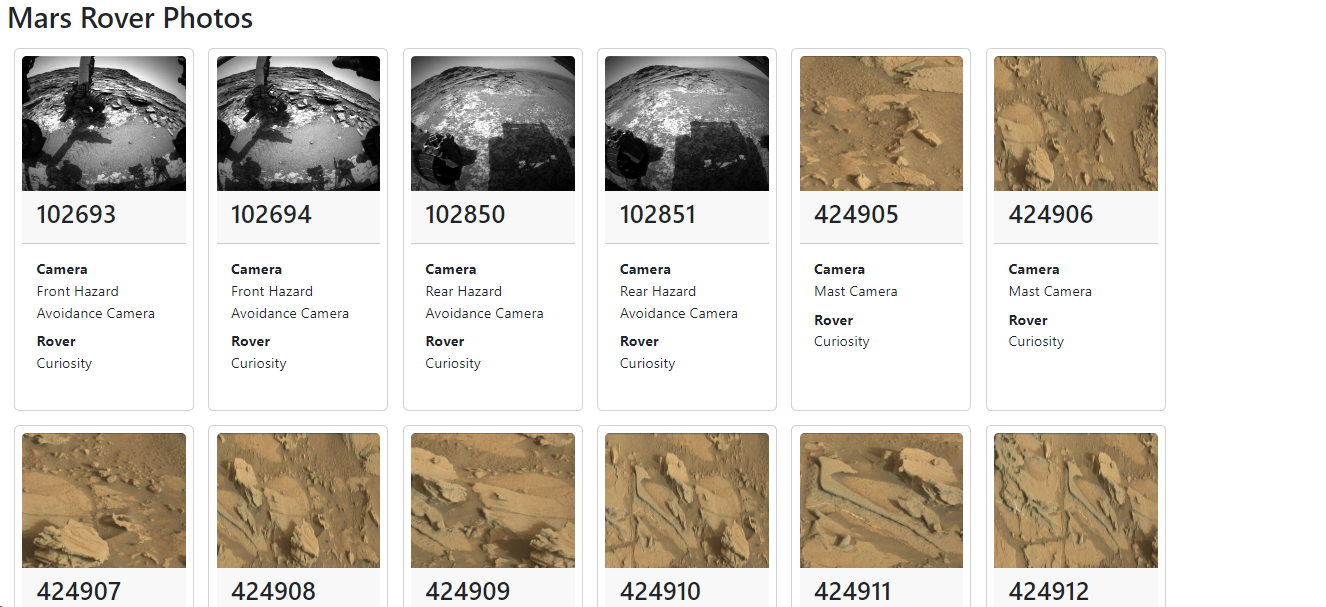 Mars Rover Photos
102693
Camera
Front Hazard
Avoidance Camera
Rover
Curiosity
102694
Camera
Front Hazard
Avoidance Camera
Rover
Curiosity
102850
Camera
Rear Hazard
Avoidance Camera
Rover
Curiosity
102851
Camera
Rear Hazard
Avoidance Camera
Rover
Curiosity
424905
Camera
Mast Camera
Rover
Curiosity
424906
Camera
Mast Camera
Rover
Curiosity
424907
424908
424909
424910
424911
424912